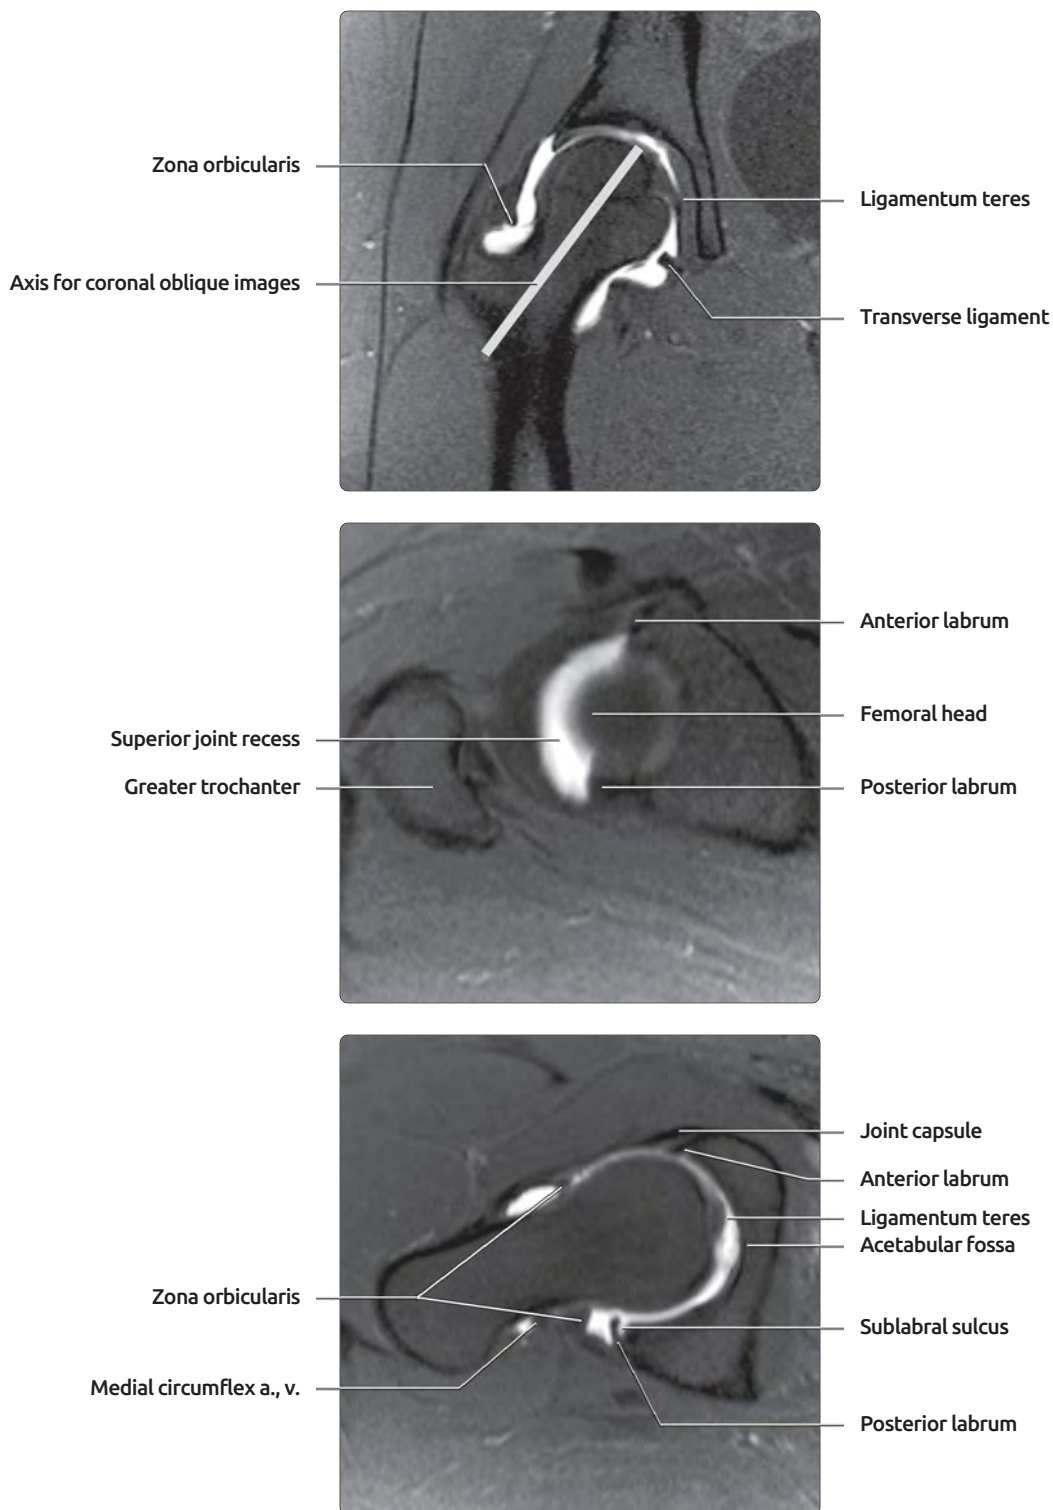 Zona orbicularis
Ligamentum teres
Axis for coronal oblique images
Transverse ligament
Anterior labrum
Femoral head
Superior joint recess
Greater trochanter
Posterior labrum
Joint capsule
Anterior labrum
Ligamentum teres
Acetabular fossa
Zona orbicularis
Sublabral sulcus
Medial circumflex a., v.
Posterior labrum